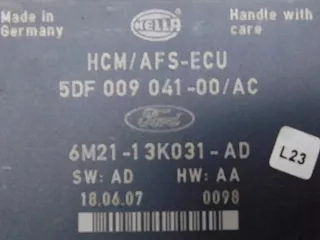 Made in
Germany
HELLA
Handle with
care
HCM/AFS-ECU
5DF 009 041-00/AC
Ford
6M21-13K031-AD
L23
SW: AD HW: AA
18.06.07 0098